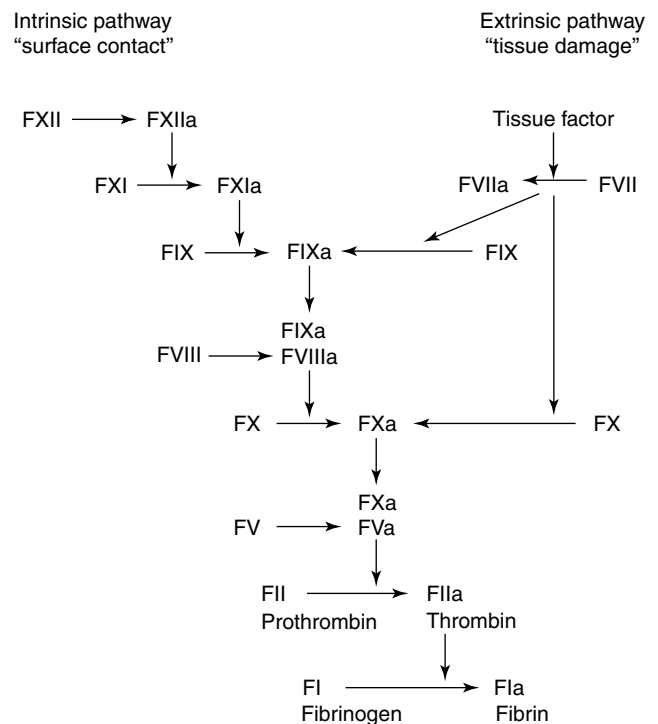 Intrinsic pathway
“surface contact”
Extrinsic pathway
“tissue damage”
FXII FXIIa Tissue factor
FXI FXIa FVIIa FVII
FIX FIXa FIX
FIXa
FVIII FVIIIa
FX FXa FX
FXa
FV FVa
FII FIIa
Prothrombin Thrombin
FI FIa
Fibrinogen Fibrin